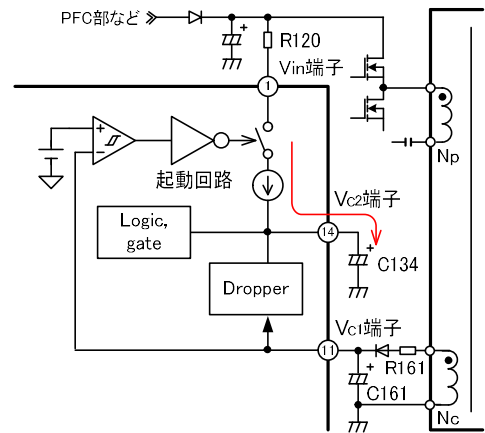 PFC部など
R120
Vin端子
1
起動回路
VC2端子
Logic,
gate
14
C134
Dropper
VC1端子
11
R161
C161
Np
Nc